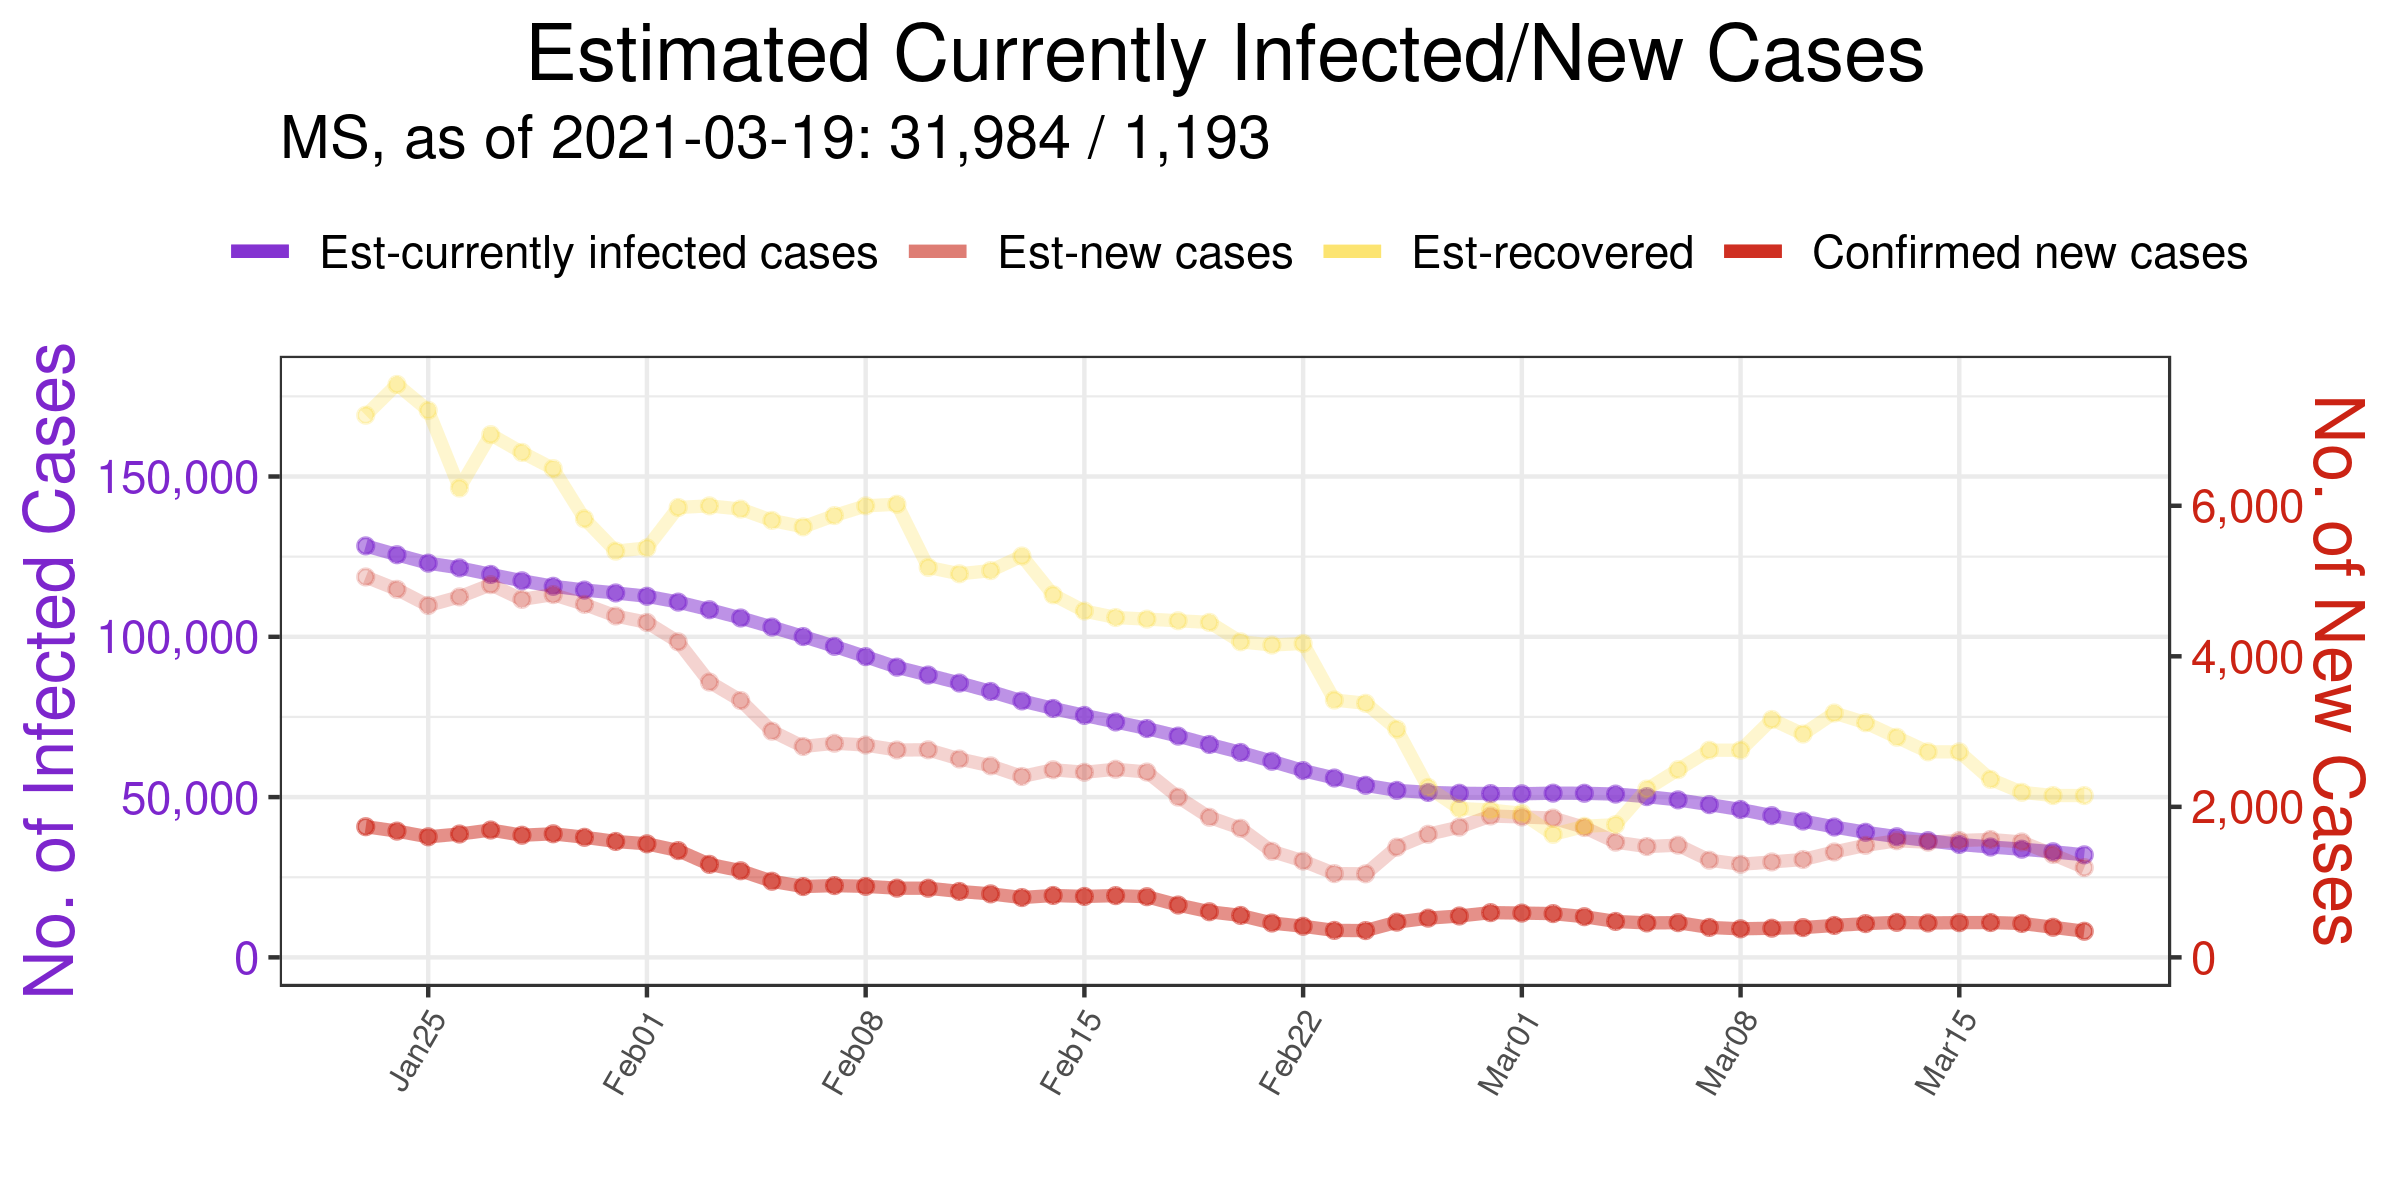 Estimated Currently Infected/New Cases
MS, as of 2021-03-19: 31,984 / 1,193
Est-currently infected cases Est-new cases Est-recovered Confirmed new cases
No. of Infected Cases
150,000
100,000
50,000
0
6,000
4,000
2,000
0
No. of New Cases
Jan25 Feb01 Feb08 Feb15 Feb22 Mar01 Mar08 Mar15